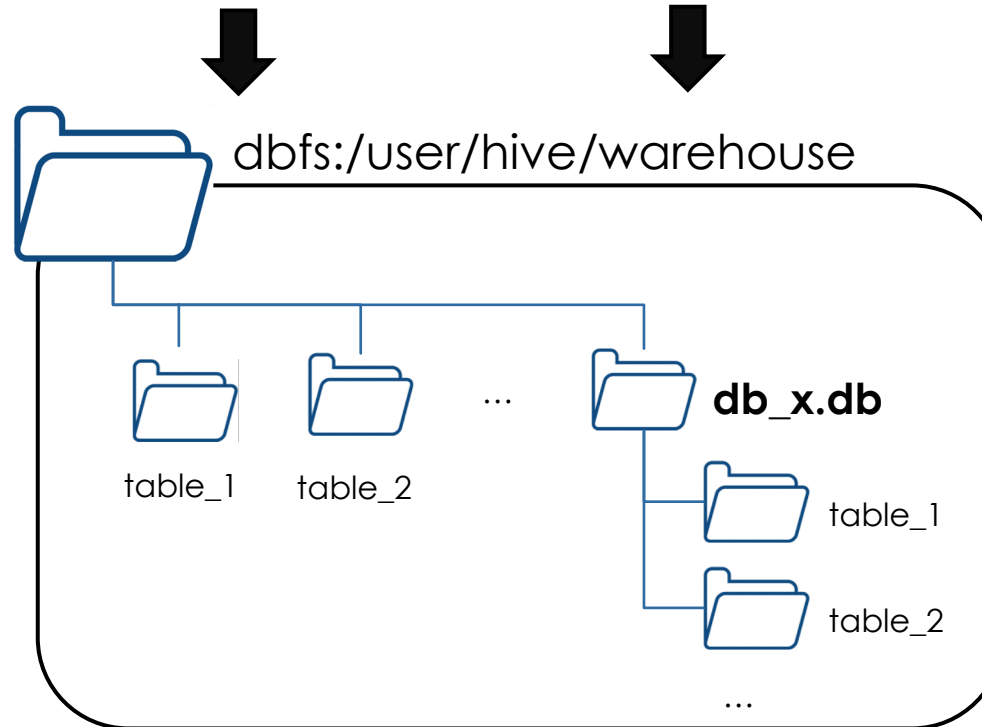 dbfs:/user/hive/warehouse
...
db_x.db
table_1
table_2
table_1
table_2
...